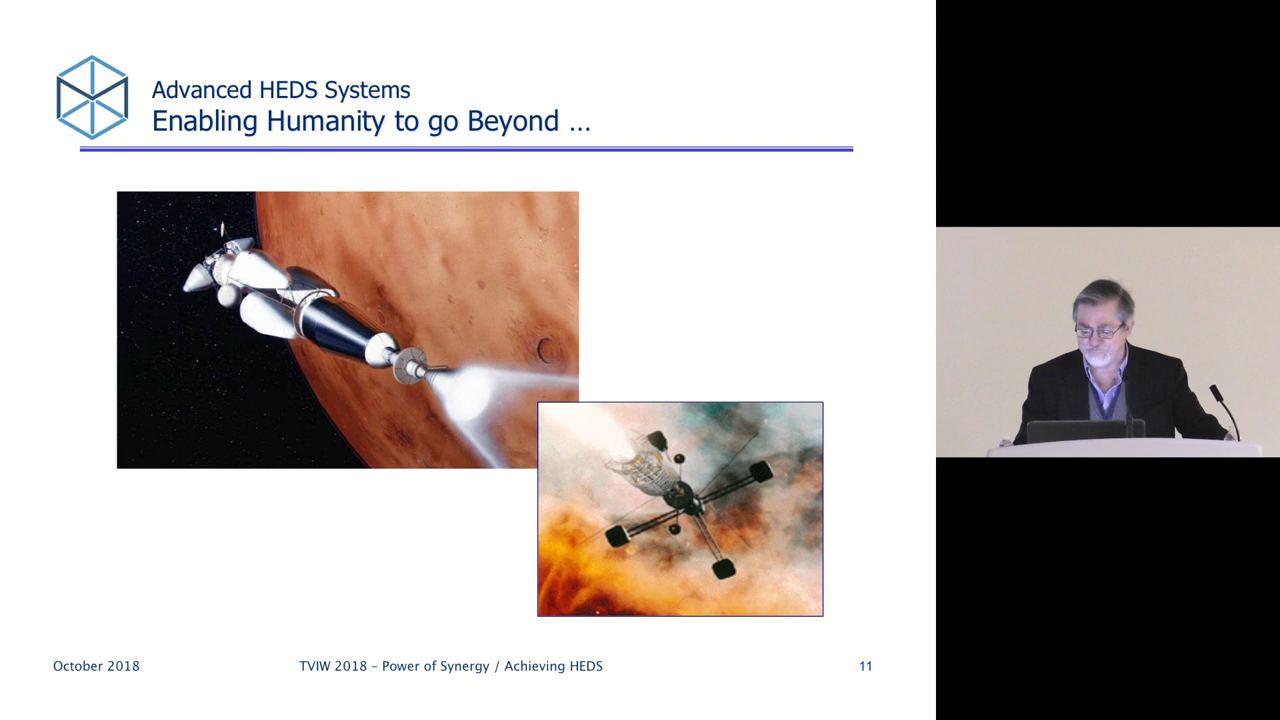 Advanced HEDS Systems
Enabling Humanity to go Beyond ...
October 2018
TVIW 2018 – Power of Synergy / Achieving HEDS
11